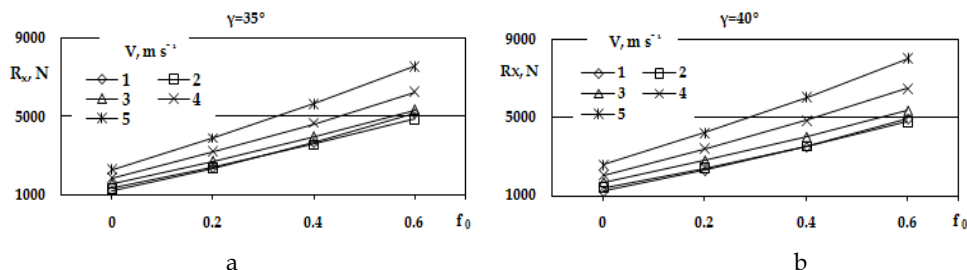 γ=35°
9000
V, m s⁻¹
Rₓ, N
1 2
3 4
5
5000
1000
0 0.2 0.4 0.6 f₀
a
γ=40°
9000
V, m s⁻¹
Rx, N
1 2
3 4
5
5000
1000
0 0.2 0.4 0.6 f₀
b